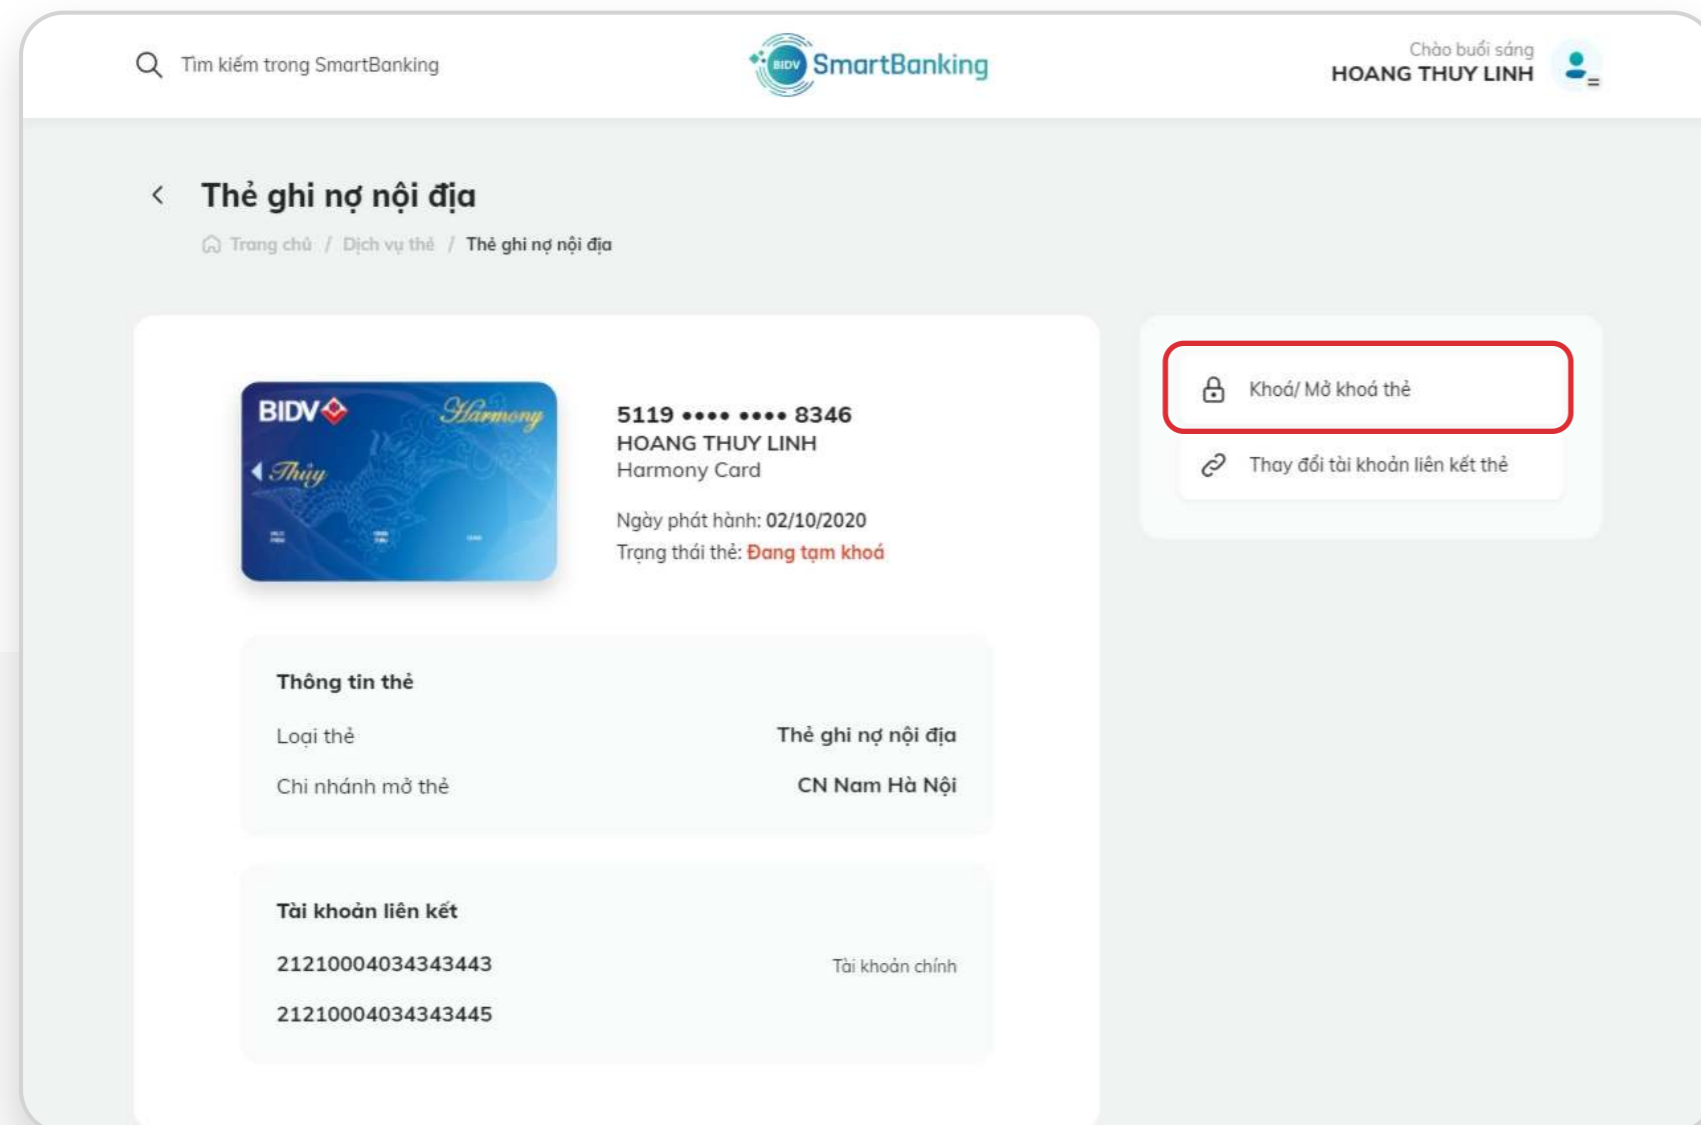 Tìm kiếm trong SmartBanking
BIDV SmartBanking
Chào buổi sáng
HOANG THUY LINH
Thẻ ghi nợ nội địa
Trang chủ / Dịch vụ thẻ / Thẻ ghi nợ nội địa
BIDV Harmony
Thủy
5119 •••• •••• 8346
HOANG THUY LINH
Harmony Card
Ngày phát hành: 02/10/2020
Trạng thái thẻ: Đang tạm khoá
Khoá/ Mở khoá thẻ
Thay đổi tài khoản liên kết thẻ
Thông tin thẻ
Loại thẻ Thẻ ghi nợ nội địa
Chi nhánh mở thẻ CN Nam Hà Nội
Tài khoản liên kết
21210004034343443 Tài khoản chính
21210004034343445